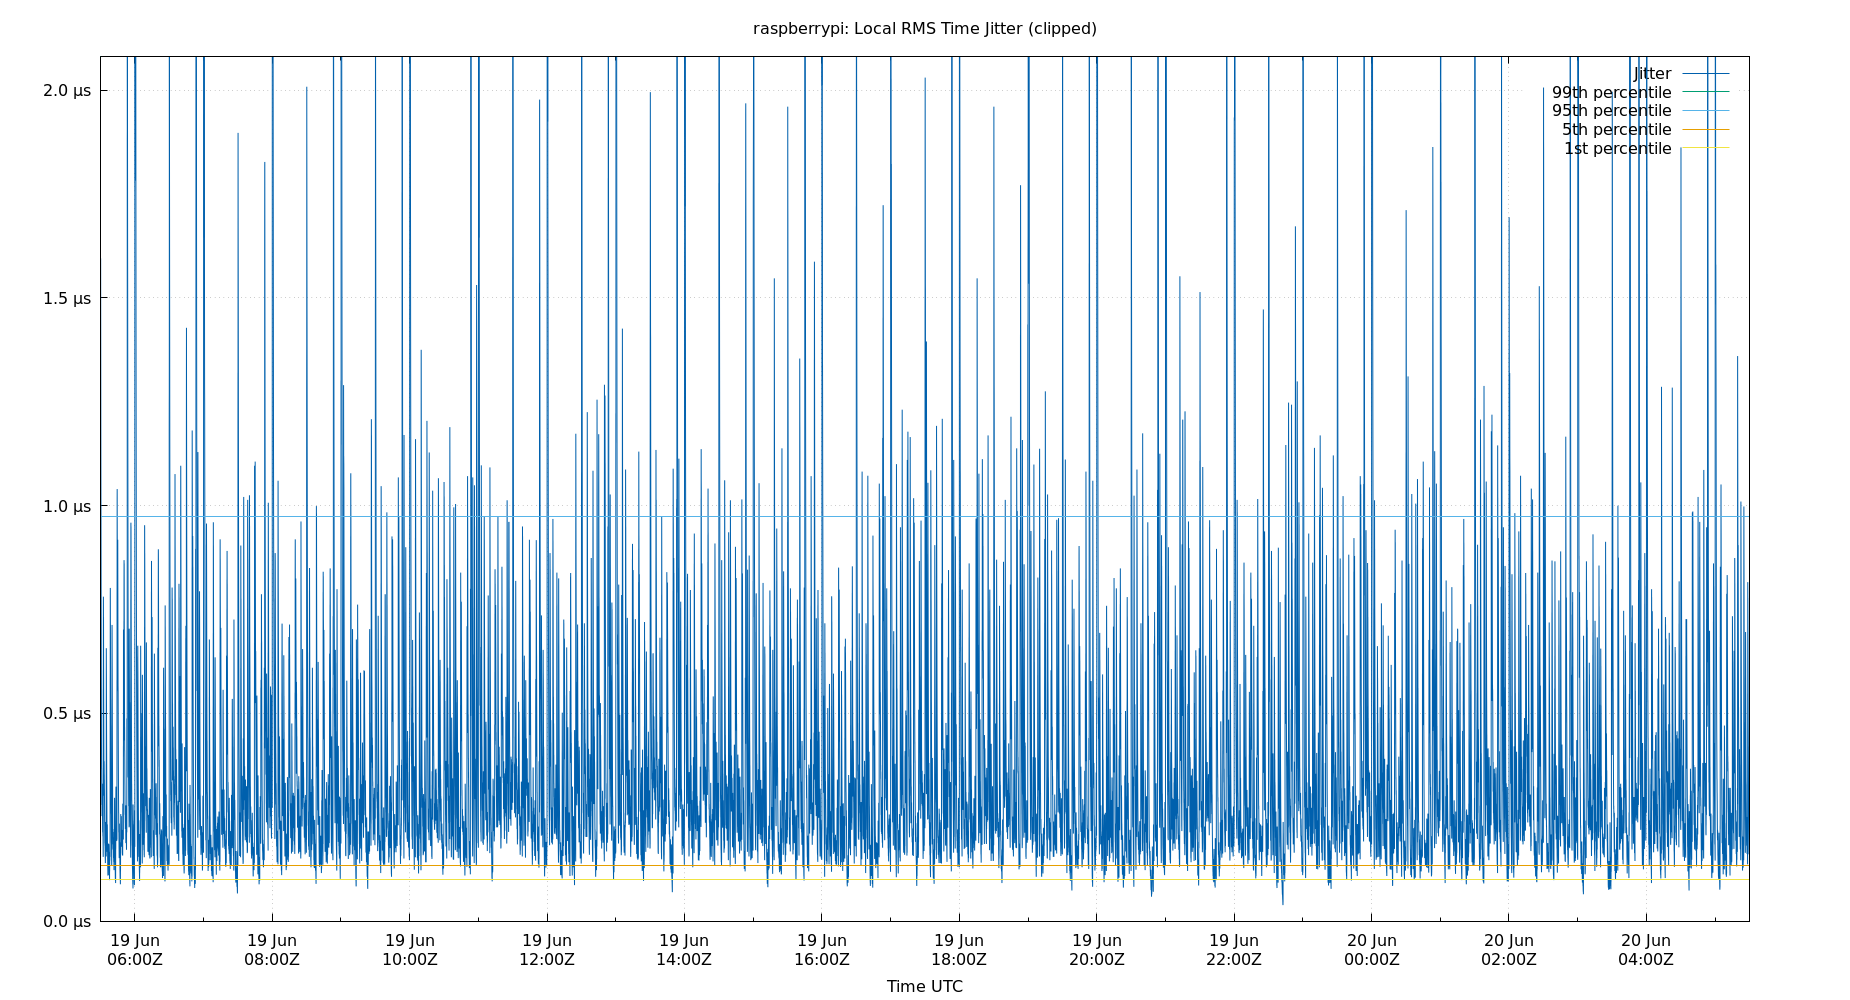 raspberrypi: Local RMS Time Jitter (clipped)
Jitter
99th percentile
95th percentile
5th percentile
1st percentile
2.0 µs
1.5 µs
1.0 µs
0.5 µs
0.0 µs
19 Jun 19 Jun 19 Jun 19 Jun 19 Jun 19 Jun 19 Jun 19 Jun 19 Jun 20 Jun 20 Jun 20 Jun
06:00Z 08:00Z 10:00Z 12:00Z 14:00Z 16:00Z 18:00Z 20:00Z 22:00Z 00:00Z 02:00Z 04:00Z
Time UTC